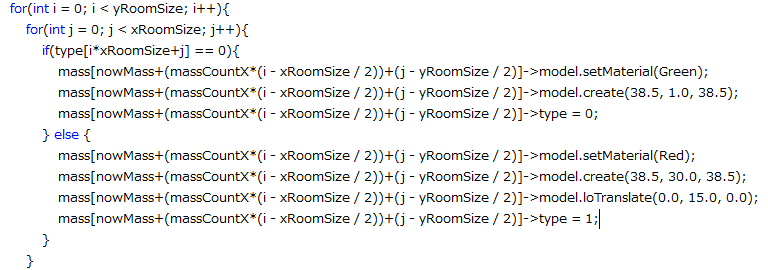 for(int i = 0; i < yRoomSize; i++){
for(int j = 0; j < xRoomSize; j++){
if(type[i*xRoomSize+j] == 0){
mass[nowMass+(massCountX*(i - xRoomSize / 2))+(j - yRoomSize / 2)]->model.setMaterial(Green);
mass[nowMass+(massCountX*(i - xRoomSize / 2))+(j - yRoomSize / 2)]->model.create(38.5, 1.0, 38.5);
mass[nowMass+(massCountX*(i - xRoomSize / 2))+(j - yRoomSize / 2)]->type = 0;
} else {
mass[nowMass+(massCountX*(i - xRoomSize / 2))+(j - yRoomSize / 2)]->model.setMaterial(Red);
mass[nowMass+(massCountX*(i - xRoomSize / 2))+(j - yRoomSize / 2)]->model.create(38.5, 30.0, 38.5);
mass[nowMass+(massCountX*(i - xRoomSize / 2))+(j - yRoomSize / 2)]->model.loTranslate(0.0, 15.0, 0.0);
mass[nowMass+(massCountX*(i - xRoomSize / 2))+(j - yRoomSize / 2)]->type = 1;
}
}